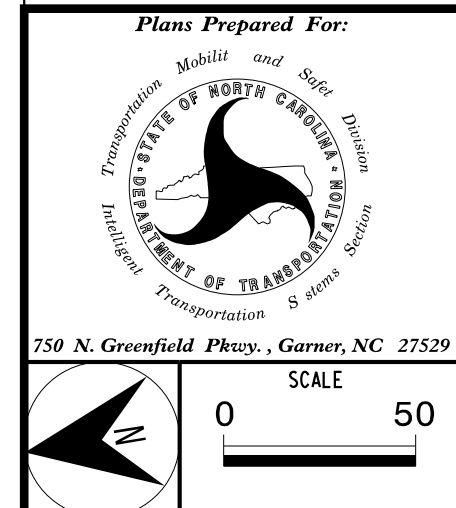 Plans Prepared For:
Transportation Mobilit and Safet Division
STATE OF NORTH CAROLINA
DEPARTMENT OF TRANSPORTATION
Intelligent Transportation S stems Section
750 N. Greenfield Pkwy. , Garner, NC 27529
N
SCALE
0 50